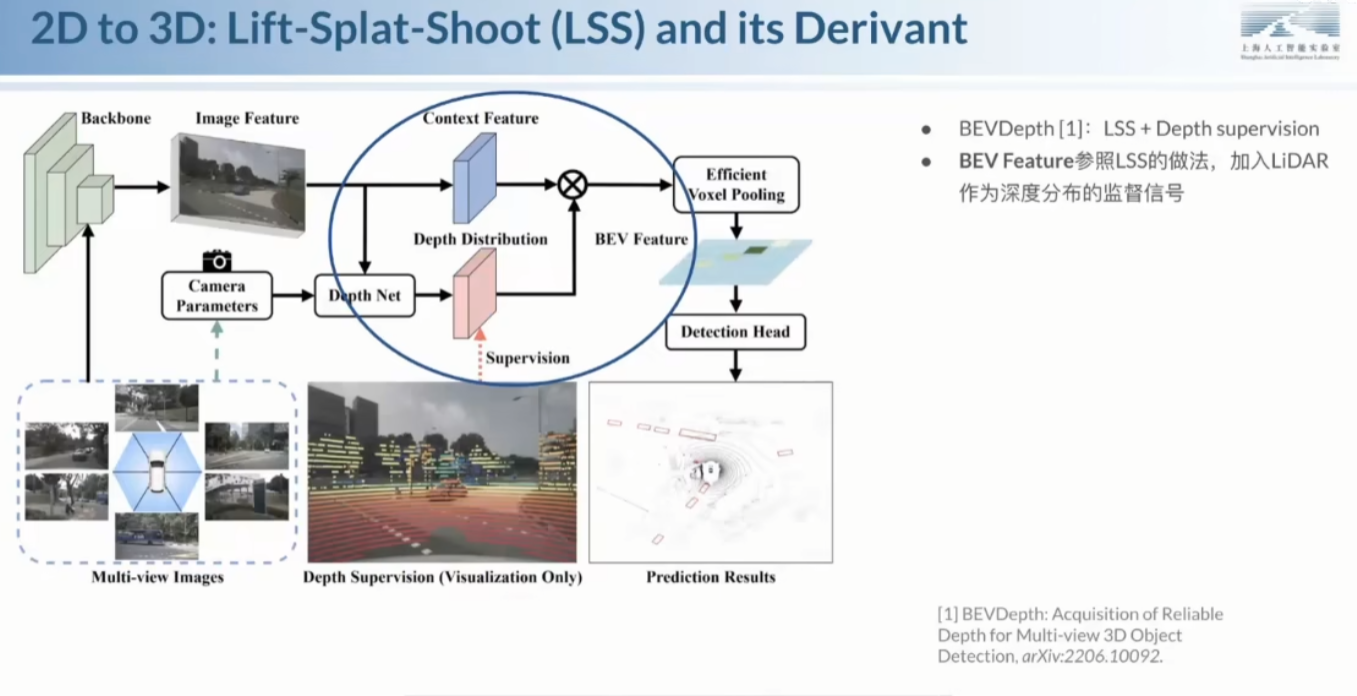 2D to 3D: Lift-Splat-Shoot (LSS) and its Derivant
上海人工智能实验室
Shanghai Artificial Intelligence Laboratory
Backbone
Image Feature
Context Feature
Efficient
Voxel Pooling
Depth Distribution
BEV Feature
Camera
Parameters
Depth Net
Detection Head
Supervision
Multi-view Images
Depth Supervision (Visualization Only)
Prediction Results
● BEVDepth [1]：LSS + Depth supervision
● BEV Feature参照LSS的做法，加入LiDAR
作为深度分布的监督信号
[1] BEVDepth: Acquisition of Reliable
Depth for Multi-view 3D Object
Detection, arXiv:2206.10092.